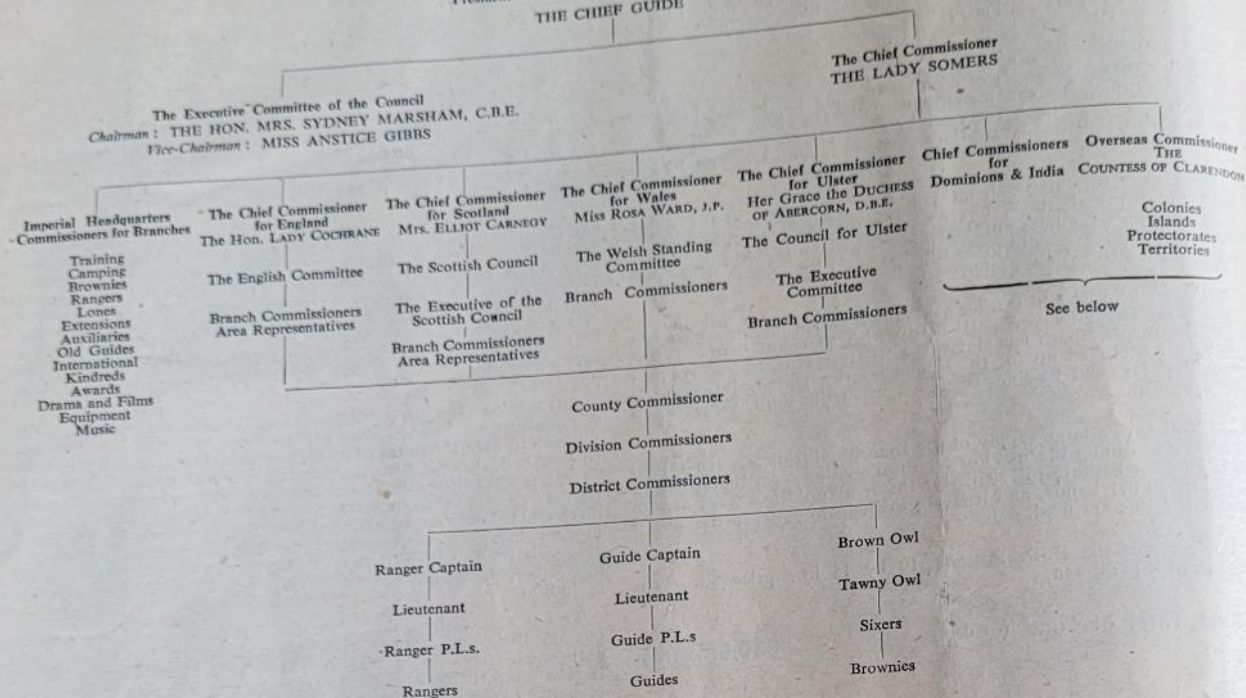 THE CHIEF GUIDE
The Chief Commissioner
THE LADY SOMERS
The Executive Committee of the Council
Chairman : THE HON. MRS. SYDNEY MARSHAM, C.B.E.
Vice-Chairman : MISS ANSTICE GIBBS
Imperial Headquarters
Commissioners for Branches
Training
Camping
Brownies
Rangers
Lones
Extensions
Auxiliaries
Old Guides
International
Kindreds
Awards
Drama and Films
Equipment
Music
The Chief Commissioner
for England
The Hon. LADY COCHRANE
The English Committee
Branch Commissioners
Area Representatives
The Chief Commissioner
for Scotland
Mrs. ELLIOT CARNEGY
The Scottish Council
The Executive of the
Scottish Council
Branch Commissioners
Area Representatives
The Chief Commissioner
for Wales
Miss ROSA WARD, J.P.
The Welsh Standing
Committee
Branch Commissioners
The Chief Commissioner
for Ulster
Her Grace the DUCHESS
OF ABERCORN, D.B.E.
The Council for Ulster
The Executive
Committee
Branch Commissioners
Chief Commissioners
for
Dominions & India
Overseas Commissioner
THE
COUNTESS OF CLARENDON
Colonies
Islands
Protectorates
Territories
See below
County Commissioner
Division Commissioners
District Commissioners
Ranger Captain
Lieutenant
Ranger P.L.s.
Rangers
Guide Captain
Lieutenant
Guide P.L.s
Guides
Brown Owl
Tawny Owl
Sixers
Brownies